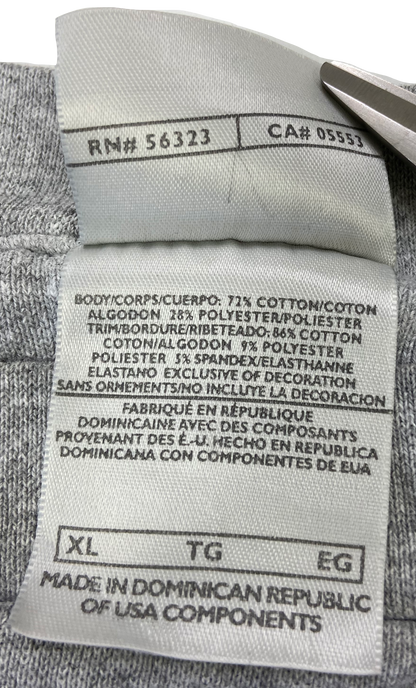 RN# 56323 CA# 05553
BODY/CORPS/CUERPO: 72% COTTON/COTON
ALGODON 28% POLYESTER/POLIESTER
TRIM/BORDURE/RIBETEADO: 86% COTTON
COTON/ALGODON 9% POLYESTER
POLIESTER 5% SPANDEX/ELASTHANNE
ELASTANO EXCLUSIVE OF DECORATION
SANS ORNEMENTS/NO INCLUYE LA DECORACION
FABRIQUÉ EN RÉPUBLIQUE
DOMINICAINE AVEC DES COMPOSANTS
PROVENANT DES É.-U. HECHO EN REPUBLICA
DOMINICANA CON COMPONENTES DE EUA
XL TG EG
MADE IN DOMINICAN REPUBLIC
OF USA COMPONENTS